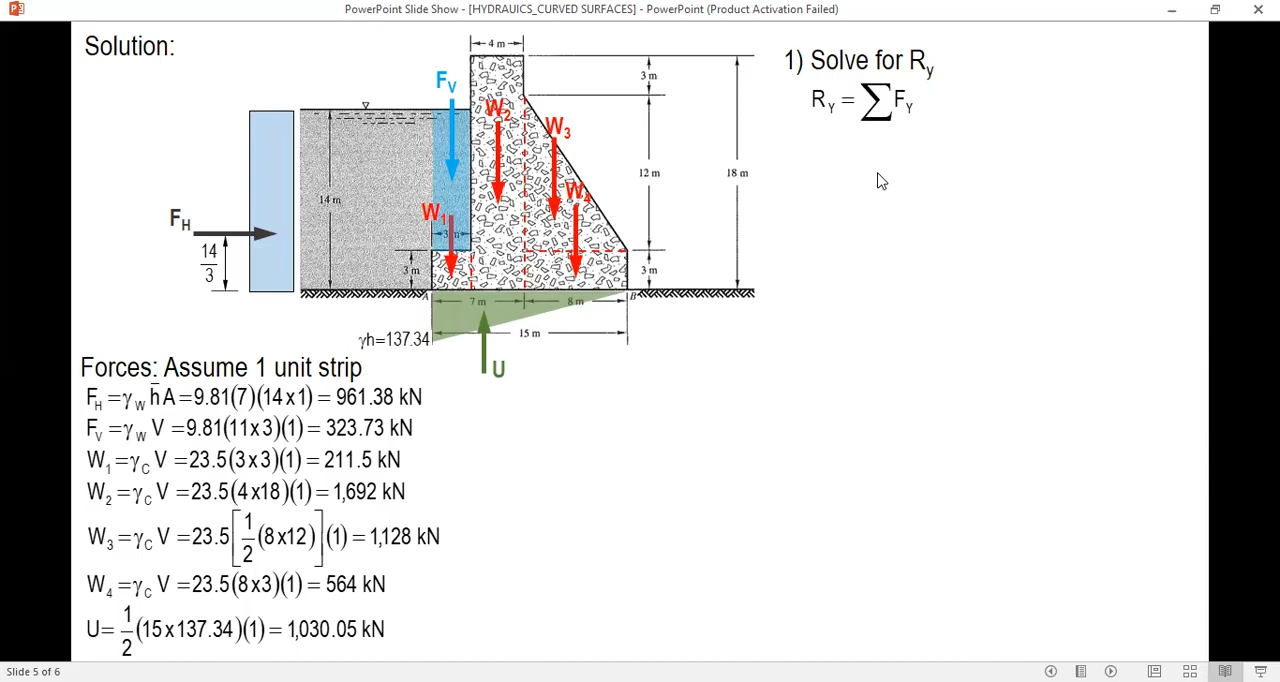 PowerPoint Slide Show - [HYDRAUICS_CURVED SURFACES] - PowerPoint (Product Activation Failed)
Solution:
1) Solve for Ry
R_Y = ∑F_Y
4 m
F_V
3 m
W_2
W_3
14 m
12 m
18 m
W_4
W_1
F_H
3 m
14/3
3 m
3 m
A
7 m
8 m
B
γh=137.34
15 m
U
Forces: Assume 1 unit strip
F_H =γ_W h̄ A =9.81(7)(14 x 1) = 961.38 kN
F_V =γ_W V =9.81(11x 3)(1) = 323.73 kN
W_1 =γ_C V =23.5(3 x 3)(1) = 211.5 kN
W_2 =γ_C V =23.5(4 x18)(1) = 1,692 kN
W_3 =γ_C V =23.5[1/2(8 x12)](1) = 1,128 kN
W_4 =γ_C V =23.5(8 x 3)(1) = 564 kN
U= 1/2(15 x 137.34)(1) = 1,030.05 kN
Slide 5 of 6